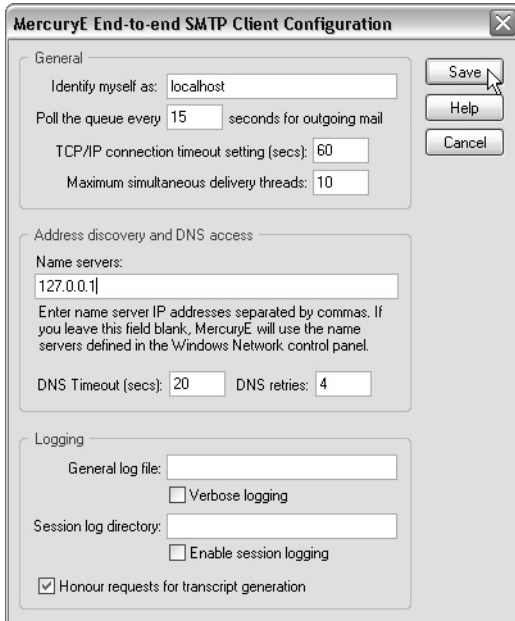 MercuryE End-to-end SMTP Client Configuration
General
Identify myself as: localhost
Poll the queue every 15 seconds for outgoing mail
TCP/IP connection timeout setting (secs): 60
Maximum simultaneous delivery threads: 10
Save
Help
Cancel
Address discovery and DNS access
Name servers:
127.0.0.1
Enter name server IP addresses separated by commas. If
you leave this field blank, MercuryE will use the name
servers defined in the Windows Network control panel.
DNS Timeout (secs): 20 DNS retries: 4
Logging
General log file:
Verbose logging
Session log directory:
Enable session logging
Honour requests for transcript generation